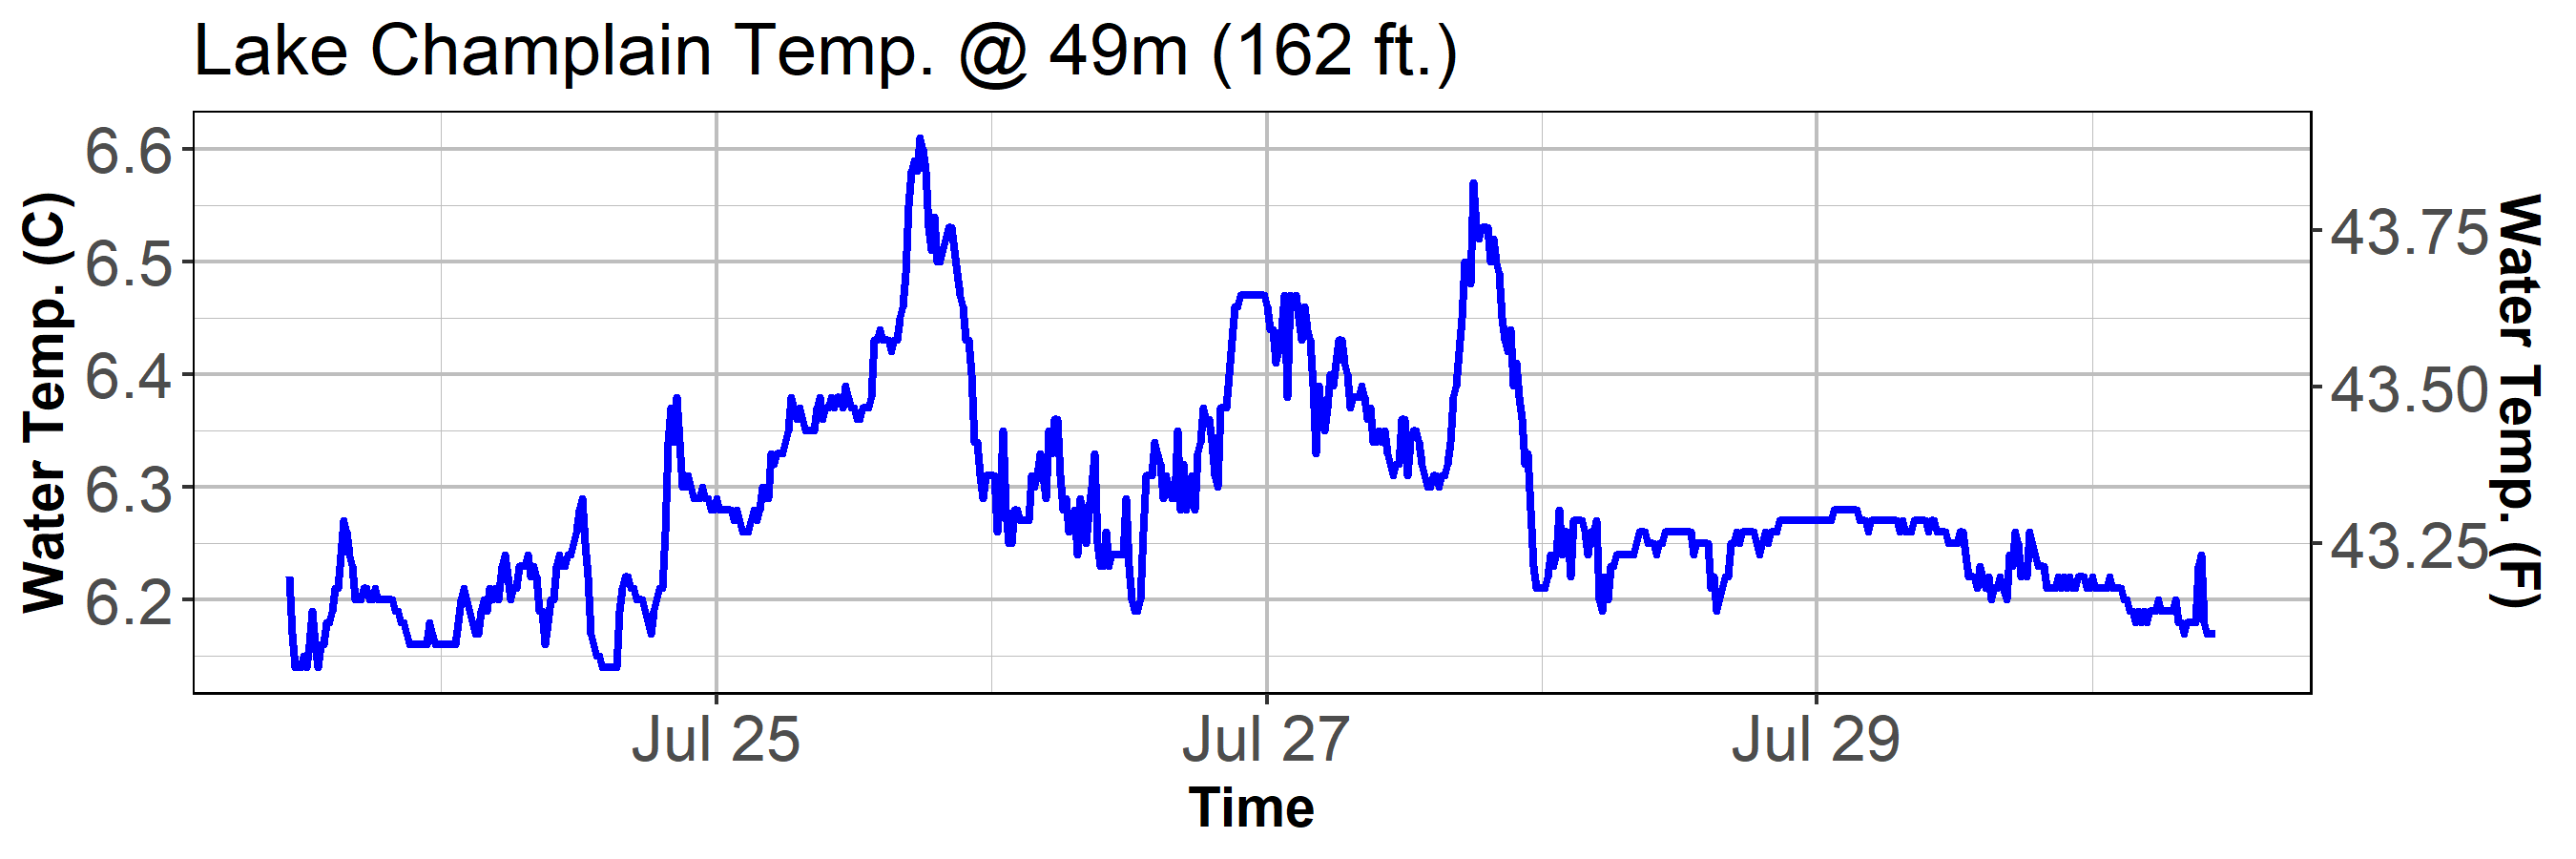 Lake Champlain Temp. @ 49m (162 ft.)
Water Temp. (C)
6.6
6.5
6.4
6.3
6.2
43.75
43.50
43.25
Water Temp. (F)
Jul 25 Jul 27 Jul 29
Time